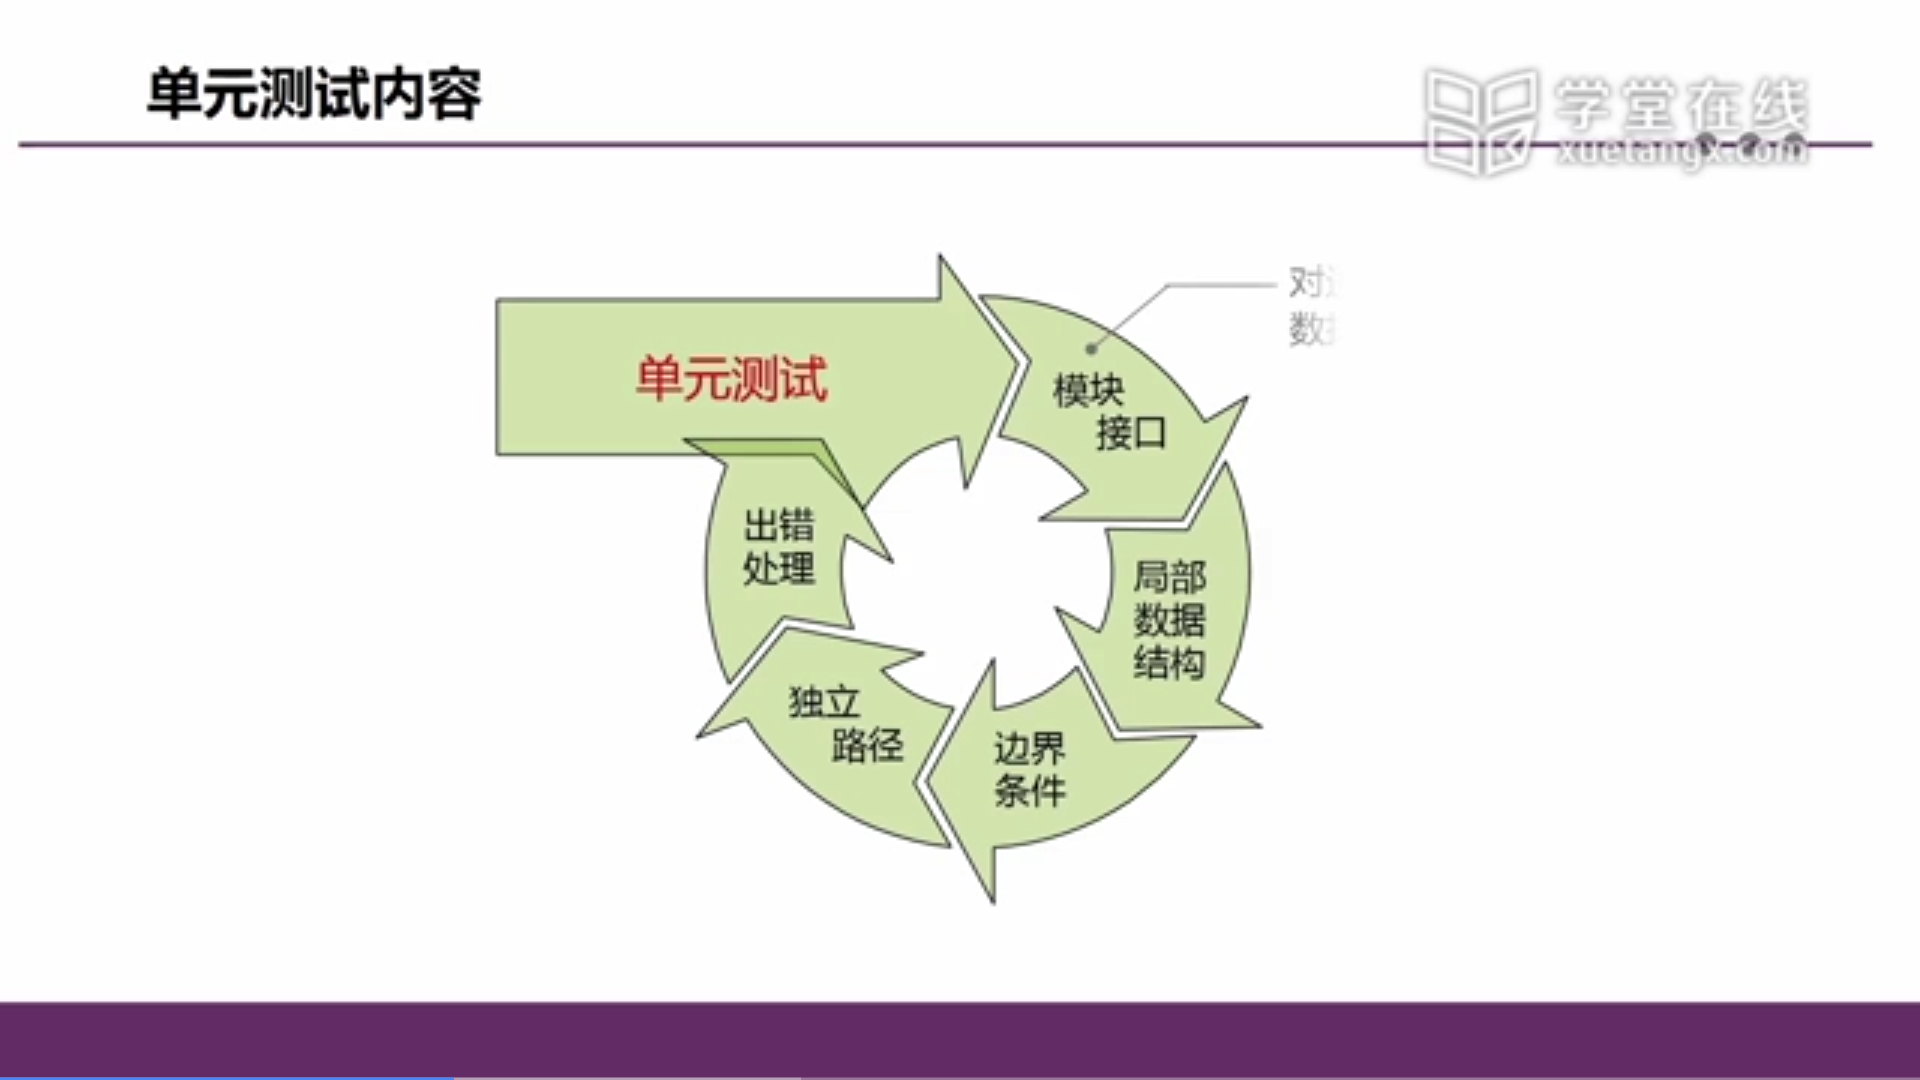 单元测试内容
学堂在线
xuetangx.com
对
数
单元测试
模块
接口
出错
处理
局部
数据
结构
独立
路径
边界
条件